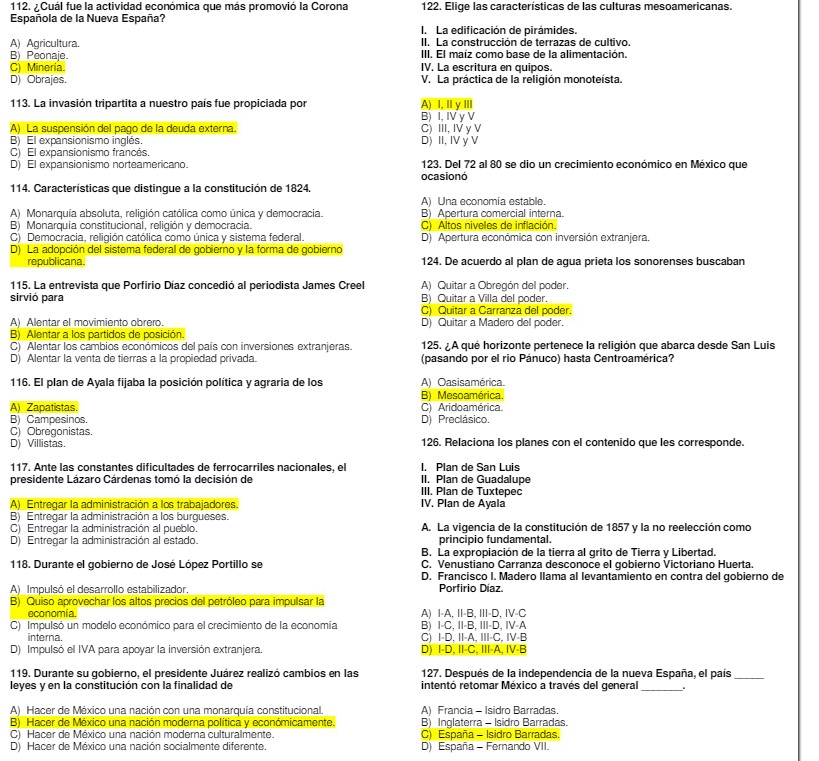 112. ¿Cuál fue la actividad económica que más promovió la Corona
Española de la Nueva España?
A) Agricultura.
B) Peonaje.
C) Minería.
D) Obrajes.
113. La invasión tripartita a nuestro país fue propiciada por
A) La suspensión del pago de la deuda externa.
B) El expansionismo inglés.
C) El expansionismo francés.
D) El expansionismo norteamericano.
114. Características que distingue a la constitución de 1824.
A) Monarquía absoluta, religión católica como única y democracia.
B) Monarquía constitucional, religión y democracia.
C) Democracia, religión católica como única y sistema federal.
D) La adopción del sistema federal de gobierno y la forma de gobierno
republicana.
115. La entrevista que Porfirio Díaz concedió al periodista James Creel
sirvió para
A) Alentar el movimiento obrero.
B) Alentar a los partidos de posición.
C) Alentar los cambios económicos del país con inversiones extranjeras.
D) Alentar la venta de tierras a la propiedad privada.
116. El plan de Ayala fijaba la posición política y agraria de los
A) Zapatistas.
B) Campesinos.
C) Obregonistas.
D) Villistas.
117. Ante las constantes dificultades de ferrocarriles nacionales, el
presidente Lázaro Cárdenas tomó la decisión de
A) Entregar la administración a los trabajadores.
B) Entregar la administración a los burgueses.
C) Entregar la administración al pueblo.
D) Entregar la administración al estado.
118. Durante el gobierno de José López Portillo se
A) Impulsó el desarrollo estabilizador.
B) Quiso aprovechar los altos precios del petróleo para impulsar la
economía.
C) Impulsó un modelo económico para el crecimiento de la economía
interna.
D) Impulsó el IVA para apoyar la inversión extranjera.
119. Durante su gobierno, el presidente Juárez realizó cambios en las
leyes y en la constitución con la finalidad de
A) Hacer de México una nación con una monarquía constitucional.
B) Hacer de México una nación moderna política y económicamente.
C) Hacer de México una nación moderna culturalmente.
D) Hacer de México una nación socialmente diferente.
122. Elige las características de las culturas mesoamericanas.
I. La edificación de pirámides.
II. La construcción de terrazas de cultivo.
III. El maíz como base de la alimentación.
IV. La escritura en quipos.
V. La práctica de la religión monoteísta.
A) I, II y III
B) I, IV y V
C) III, IV y V
D) II, IV y V
123. Del 72 al 80 se dio un crecimiento económico en México que
ocasionó
A) Una economía estable.
B) Apertura comercial interna.
C) Altos niveles de inflación.
D) Apertura económica con inversión extranjera.
124. De acuerdo al plan de agua prieta los sonorenses buscaban
A) Quitar a Obregón del poder.
B) Quitar a Villa del poder.
C) Quitar a Carranza del poder.
D) Quitar a Madero del poder.
125. ¿A qué horizonte pertenece la religión que abarca desde San Luis
(pasando por el rio Pánuco) hasta Centroamérica?
A) Oasisamérica.
B) Mesoamérica.
C) Aridoamérica.
D) Preclásico.
126. Relaciona los planes con el contenido que les corresponde.
I. Plan de San Luis
II. Plan de Guadalupe
III. Plan de Tuxtepec
IV. Plan de Ayala
A. La vigencia de la constitución de 1857 y la no reelección como
principio fundamental.
B. La expropiación de la tierra al grito de Tierra y Libertad.
C. Venustiano Carranza desconoce el gobierno Victoriano Huerta.
D. Francisco I. Madero llama al levantamiento en contra del gobierno de
Porfirio Díaz.
A) I-A, II-B, III-D, IV-C
B) I-C, II-B, III-D, IV-A
C) I-D, II-A, III-C, IV-B
D) I-D, II-C, III-A, IV-B
127. Después de la independencia de la nueva España, el país ______
intentó retomar México a través del general ________.
A) Francia – Isidro Barradas.
B) Inglaterra – Isidro Barradas.
C) España – Isidro Barradas.
D) España – Fernando VII.